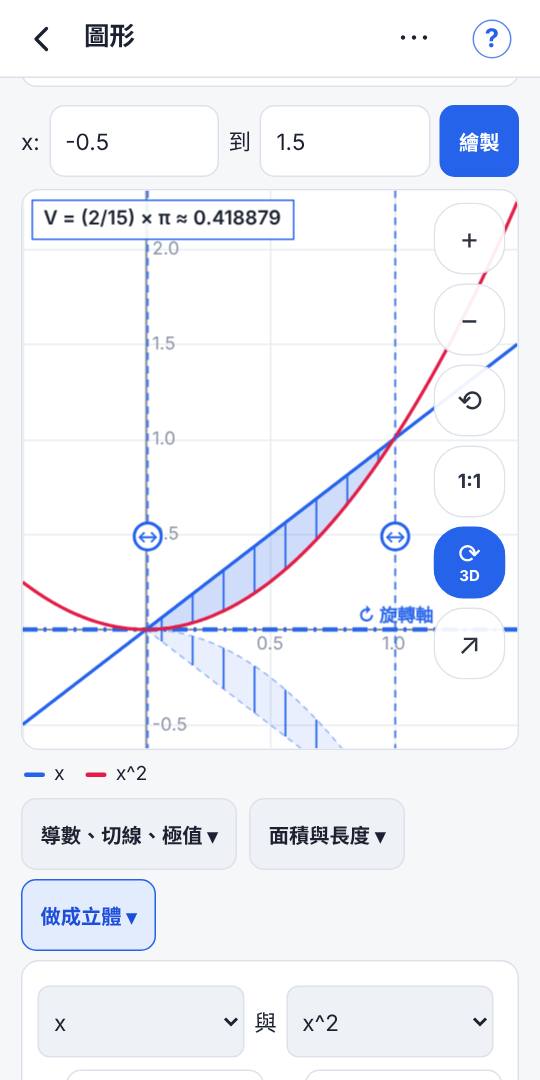 圖形
...
?
x:
-0.5
到
1.5
繪製
V = (2/15) × π ≈ 0.418879
2.0
1.5
1.0
.5
0.5
1.0
-0.5
↻ 旋轉軸
+
−
⟲
1:1
⟳
3D
↗
x
x^2
導數、切線、極值 ▾
面積與長度 ▾
做成立體 ▾
x
與
x^2